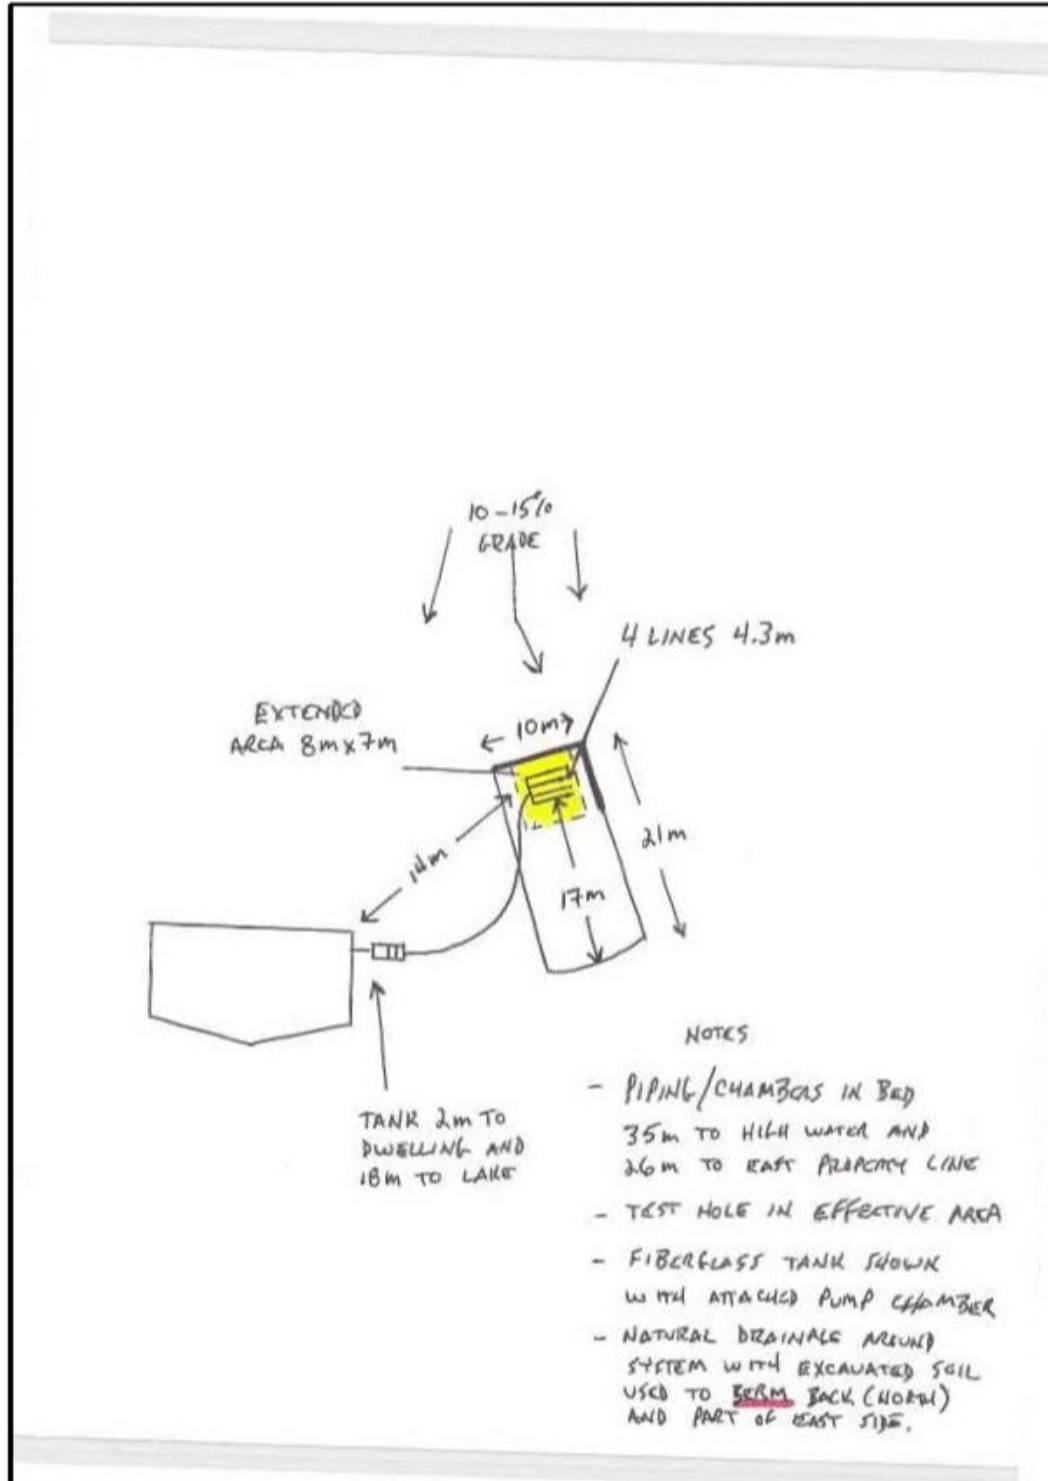 10-15%
GRADE
4 LINES 4.3m
EXTENDED
AREA 8m x 7m
10m
21m
14m
17m
TANK 2m TO
DWELLING AND
18m TO LAKE
NOTES
- PIPING/CHAMBERS IN BED
35m TO HIGH WATER AND
26m TO EAST PROPERTY LINE
- TEST HOLE IN EFFECTIVE AREA
- FIBERGLASS TANK SHOWN
WITH ATTACHED PUMP CHAMBER
- NATURAL DRAINAGE AROUND
SYSTEM WITH EXCAVATED SOIL
USED TO BERM BACK (NORTH)
AND PART OF EAST SIDE.